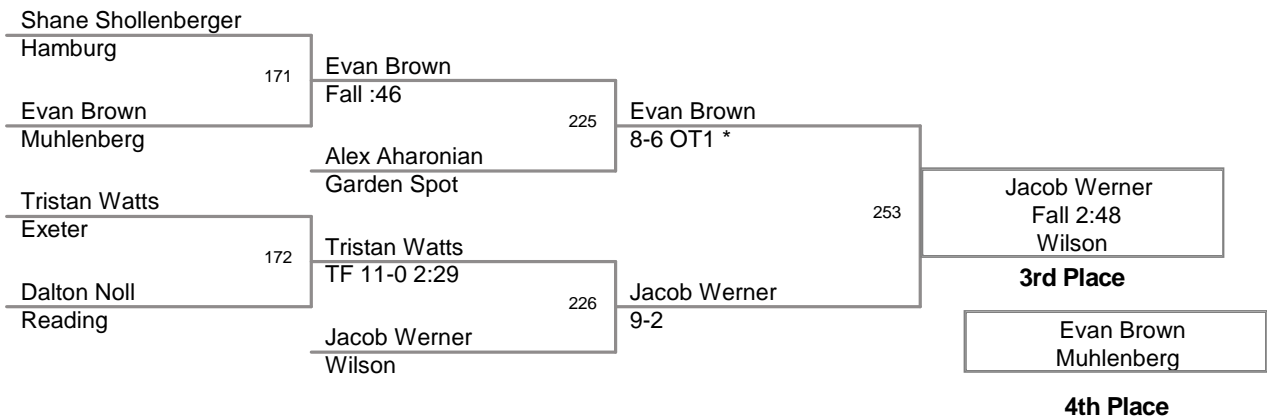 Shane Shollenberger
Hamburg
171
Evan Brown
Fall :46
Evan Brown
Muhlenberg
225
Evan Brown
8-6 OT1 *
Alex Aharonian
Garden Spot
Tristan Watts
Exeter
253
Jacob Werner
Fall 2:48
Wilson
3rd Place
172
Tristan Watts
TF 11-0 2:29
Dalton Noll
Reading
226
Jacob Werner
9-2
Jacob Werner
Wilson
Evan Brown
Muhlenberg
4th Place